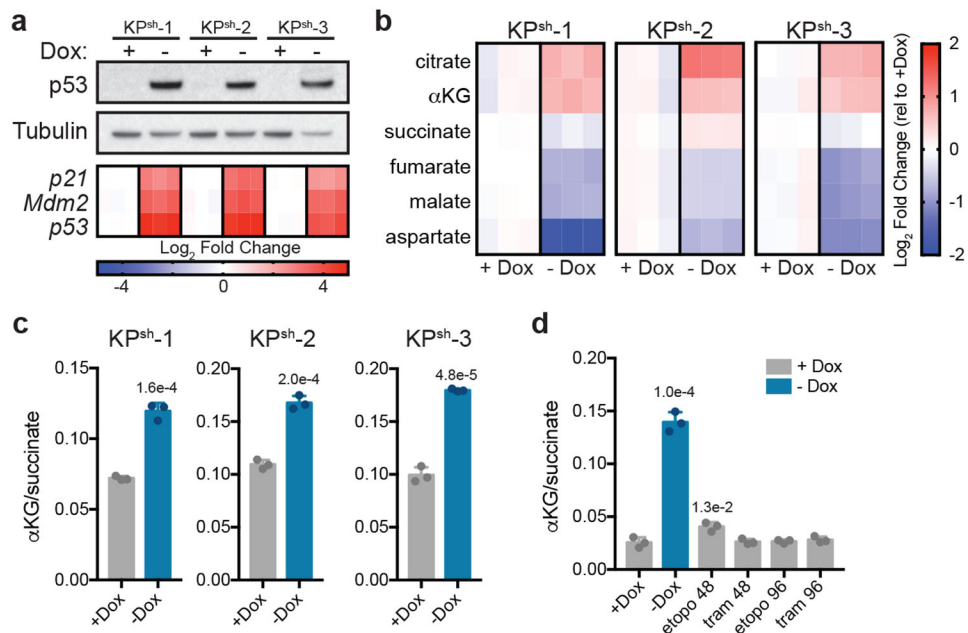 a
KPsh-1 KPsh-2 KPsh-3
Dox: + - + - + -
p53
Tubulin
p21
Mdm2
p53
Log2 Fold Change
-4 0 4
b
KPsh-1 KPsh-2 KPsh-3
citrate
αKG
succinate
fumarate
malate
aspartate
+ Dox - Dox + Dox - Dox + Dox - Dox
2
1
0
-1
-2
Log2 Fold Change (rel to +Dox)
c
KPsh-1 KPsh-2 KPsh-3
αKG/succinate
0.15
0.10
0.05
0.00
1.6e-4
+Dox -Dox
0.20
0.15
0.10
0.05
0.00
2.0e-4
+Dox -Dox
0.20
0.15
0.10
0.05
0.00
4.8e-5
+Dox -Dox
d
αKG/succinate
0.20
0.15
0.10
0.05
0.00
1.0e-4
1.3e-2
+ Dox
- Dox
+Dox -Dox etopo 48 tram 48 etopo 96 tram 96